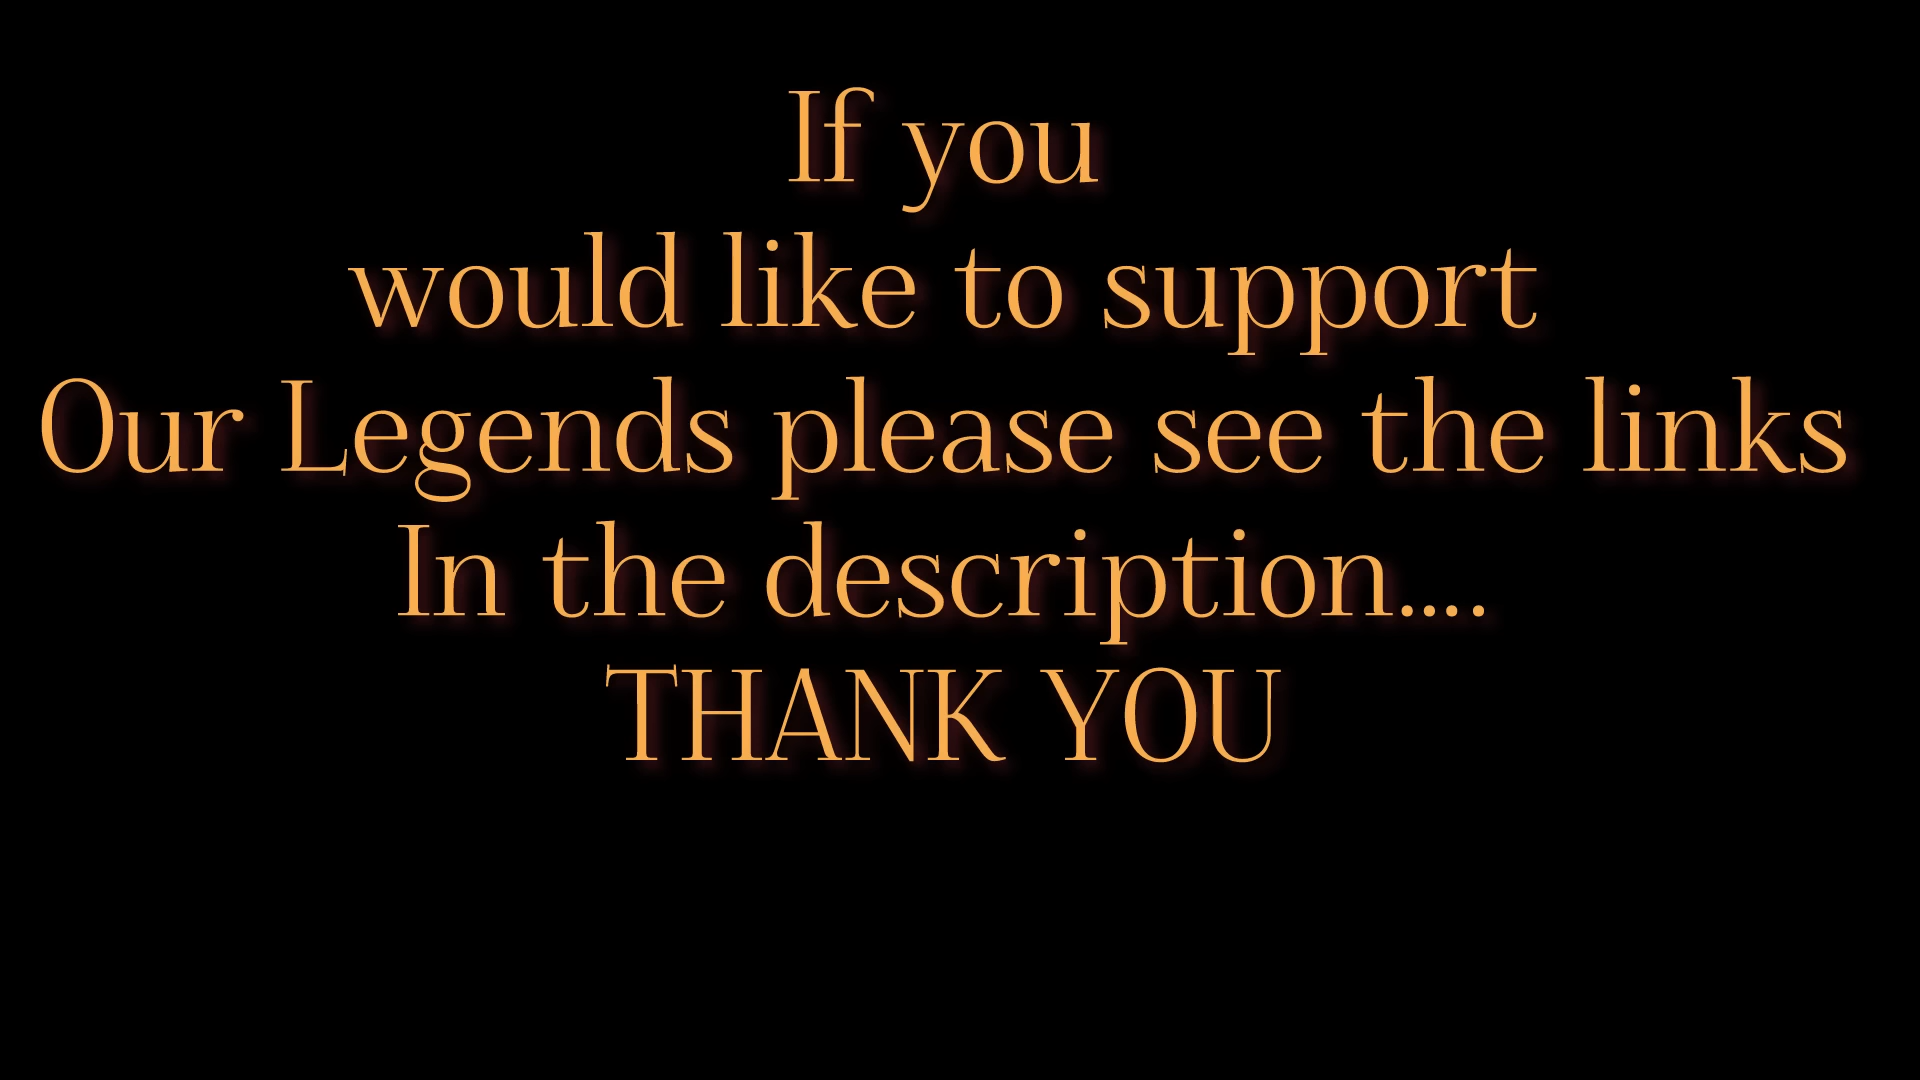 If you
would like to support
Our Legends please see the links
In the description....
THANK YOU